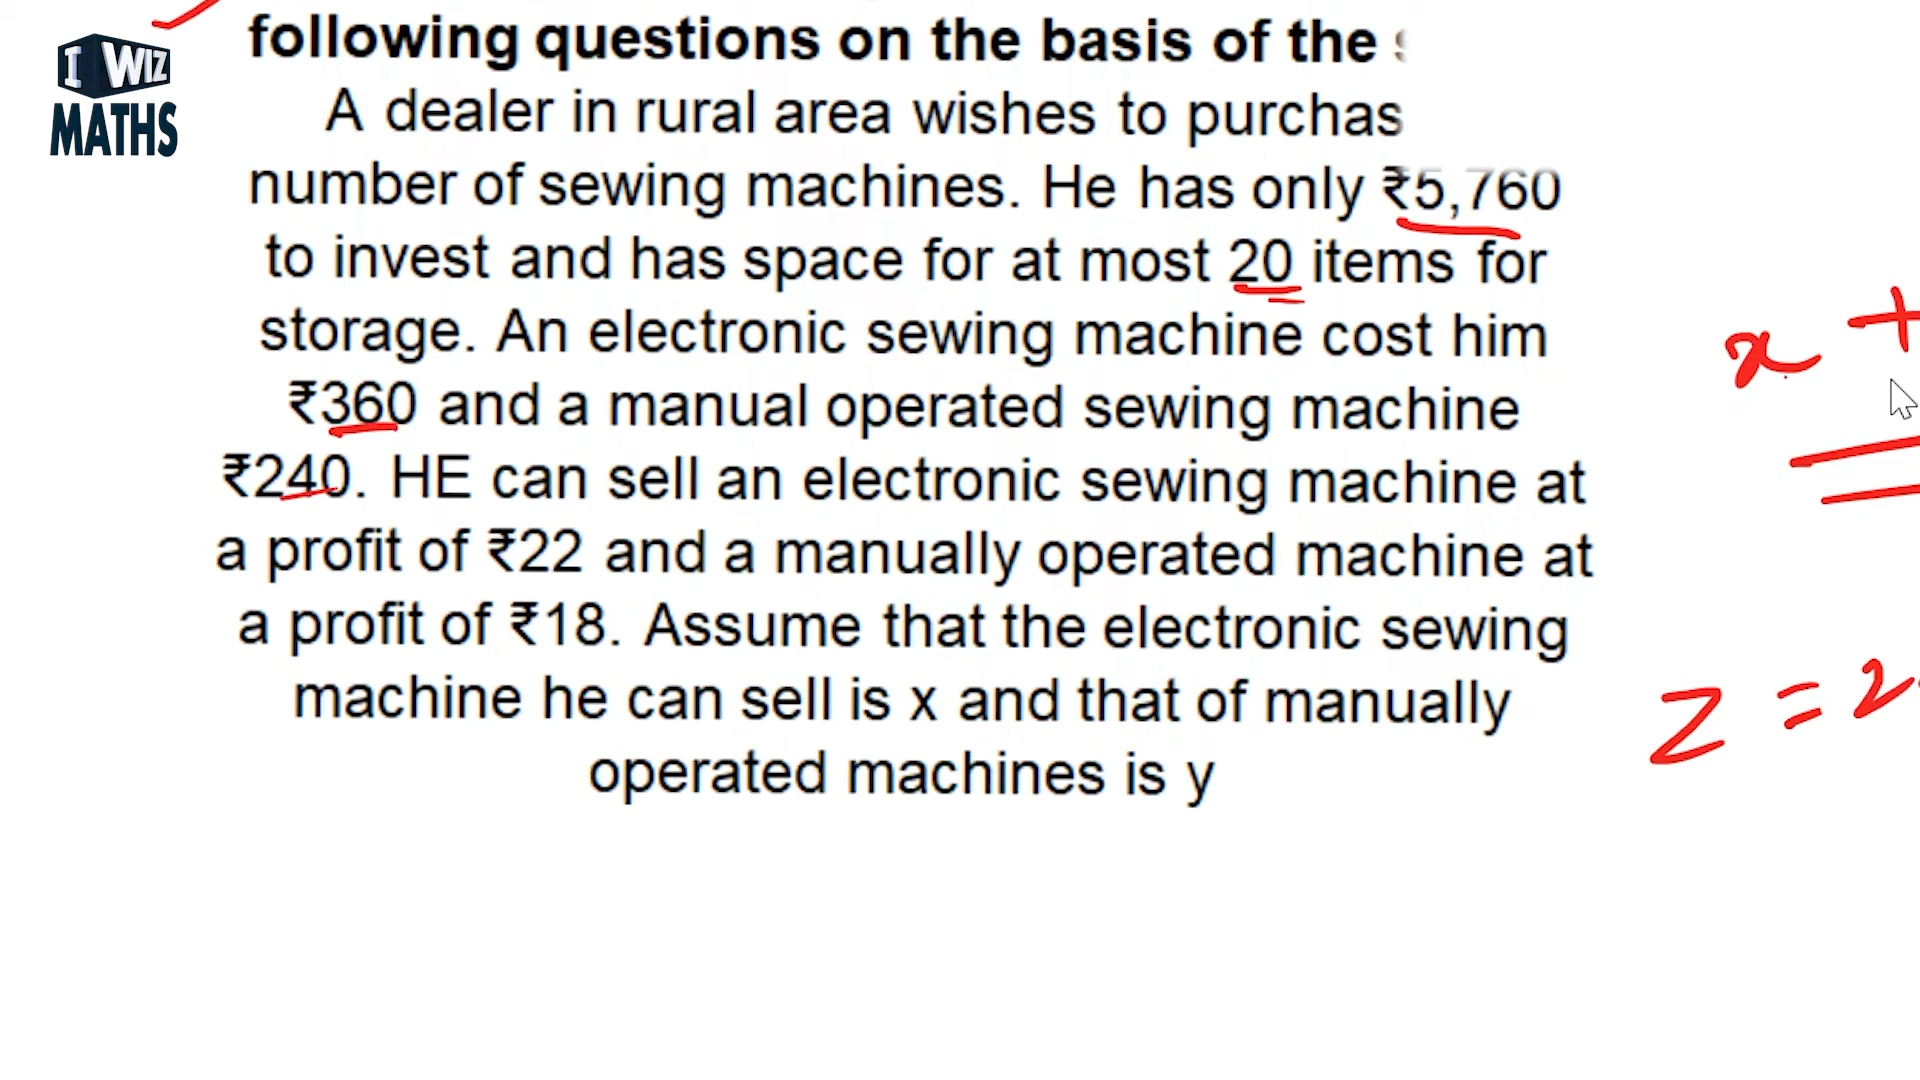 I WIZ
MATHS
following questions on the basis of the
A dealer in rural area wishes to purchas
number of sewing machines. He has only ₹5,760
to invest and has space for at most 20 items for
storage. An electronic sewing machine cost him
₹360 and a manual operated sewing machine
₹240. HE can sell an electronic sewing machine at
a profit of ₹22 and a manually operated machine at
a profit of ₹18. Assume that the electronic sewing
machine he can sell is x and that of manually
operated machines is y
x +
Z = 2